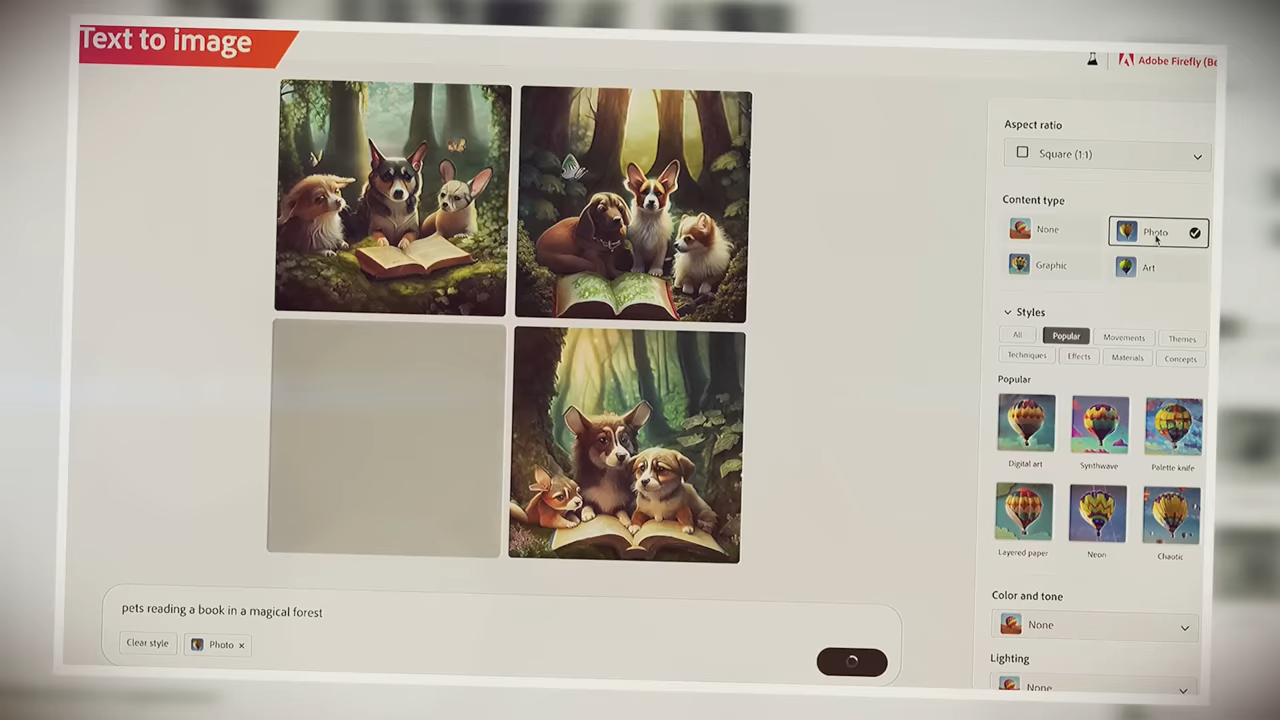 Text to image
Adobe Firefly (Be
Aspect ratio
Square (1:1)
Content type
None
Photo
Graphic
Art
Styles
All
Popular
Movements
Themes
Techniques
Effects
Materials
Concepts
Popular
Digital art
Synthwave
Palette knife
Layered paper
Neon
Chaotic
Color and tone
None
Lighting
None
pets reading a book in a magical forest
Clear style
Photo